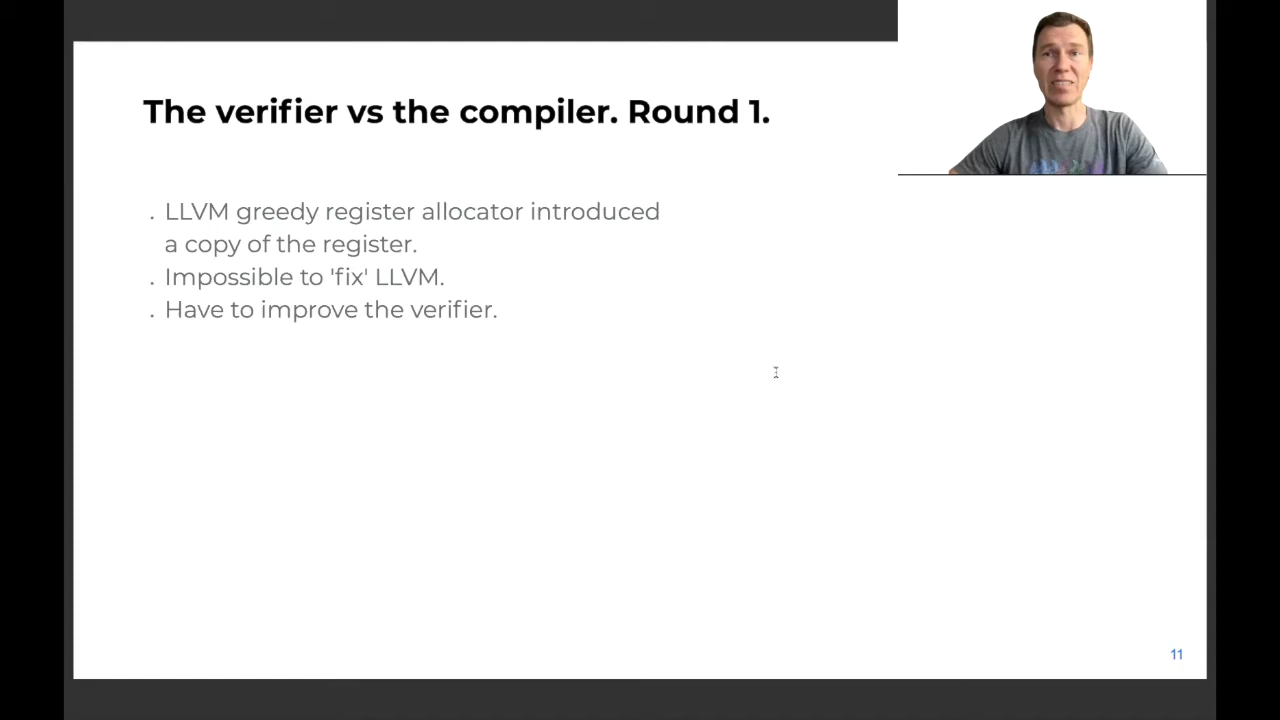 The verifier vs the compiler. Round 1.
. LLVM greedy register allocator introduced
a copy of the register.
. Impossible to 'fix' LLVM.
. Have to improve the verifier.
11